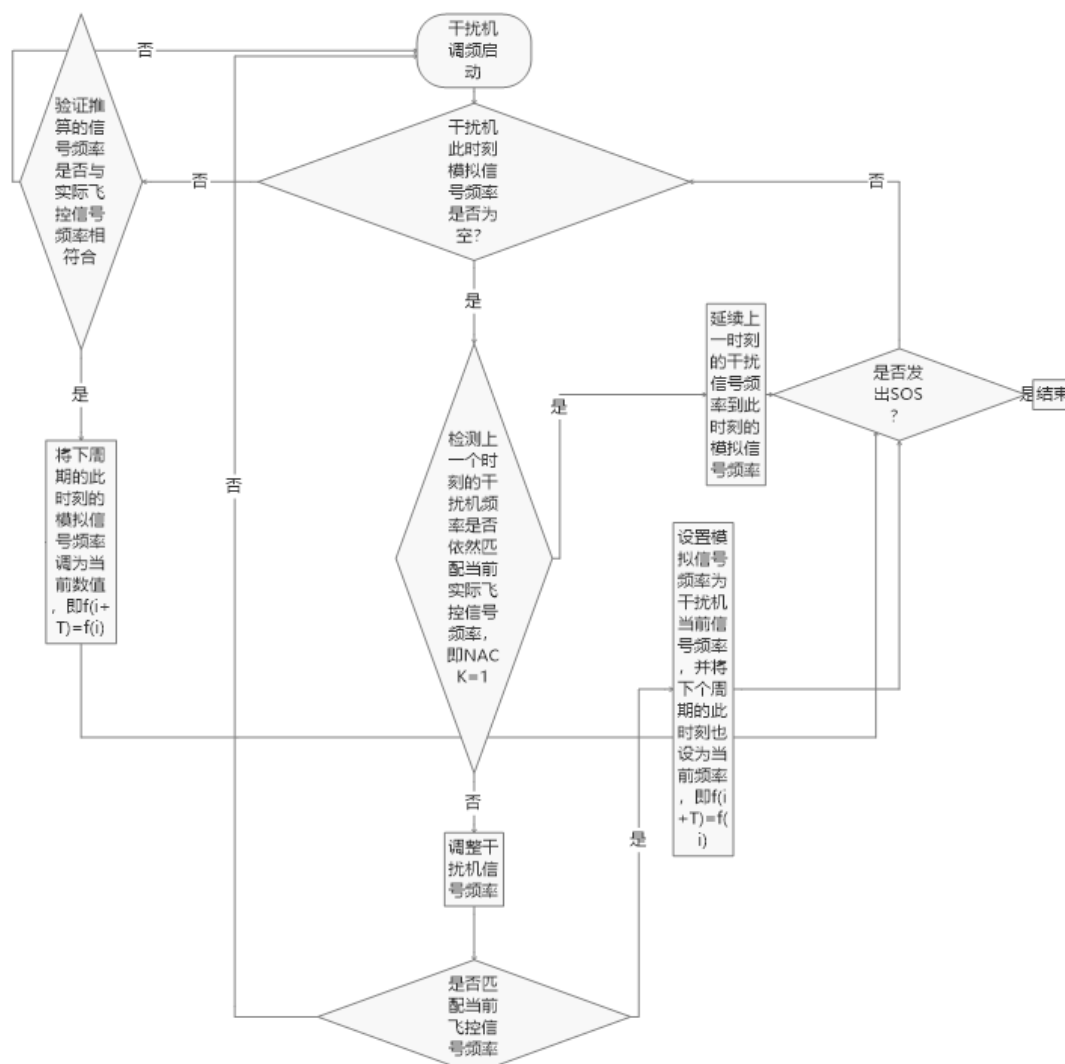 干扰机
调频启
动
否
验证推
算的信
号频率
是否与
实际飞
控信号
频率相
符合
否
干扰机
此时刻
模拟信
号频率
是否为
空?
否
是
延续上
一时刻
的干扰
信号频
率到此
时刻的
模拟信
号频率
是否发
出SOS
?
是
结束
是
是
将下周
期的此
时刻的
模拟信
号频率
调为当
前数值
，即f(i+
T)=f(i)
否
检测上
一个时
刻的干
扰机频
率是否
依然匹
配当前
实际飞
控信号
频率，
即NAC
K=1
设置模
拟信号
频率为
干扰机
当前信
号频率
，并将
下个周
期的此
时刻也
设为当
前频率
，即f(i
+T)=f(
i)
否
是
调整干
扰机信
号频率
是否匹
配当前
飞控信
号频率